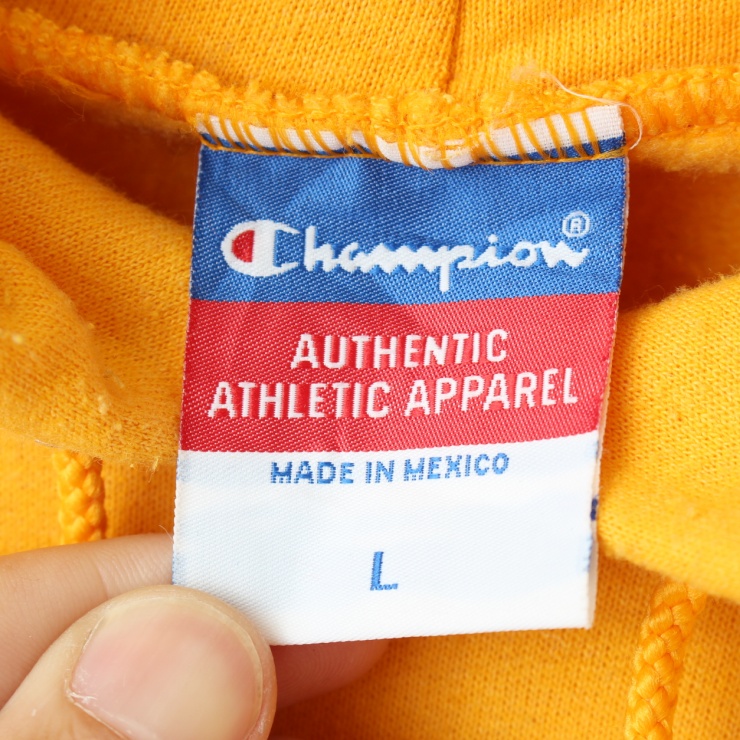 Champion®
AUTHENTIC
ATHLETIC APPAREL
MADE IN MEXICO
L